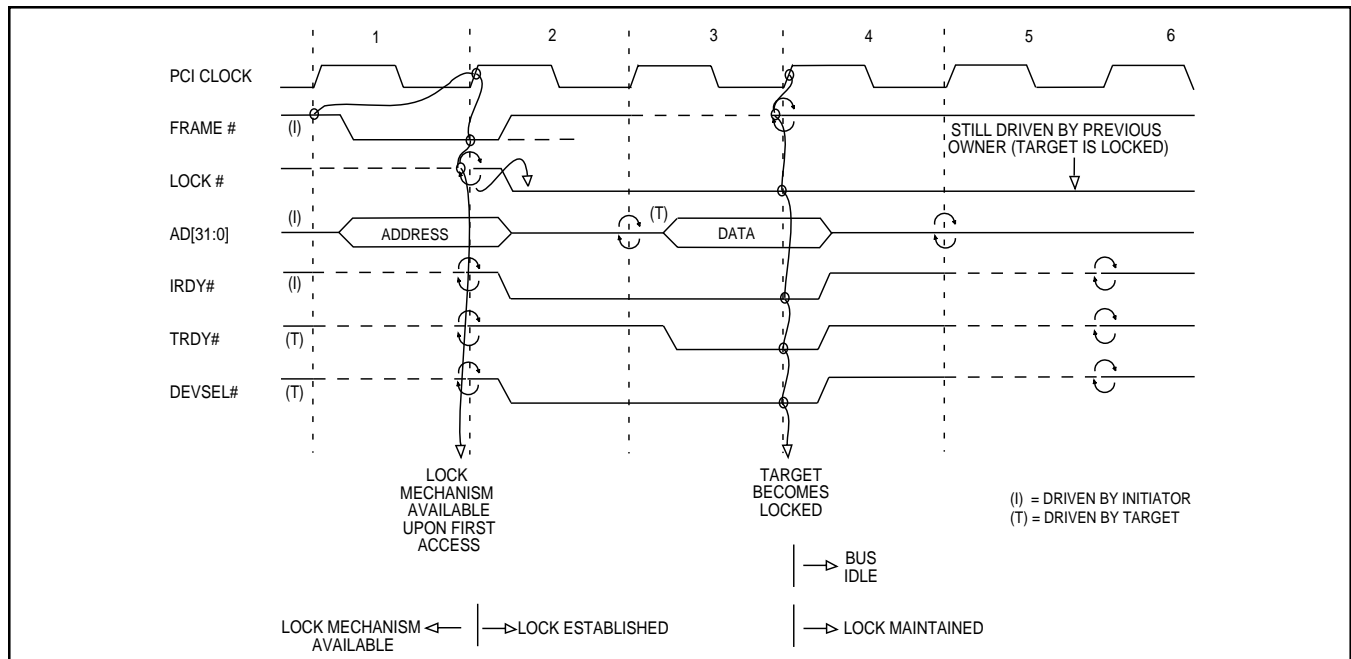 1 2 3 4 5 6
PCI CLOCK
FRAME # (I)
STILL DRIVEN BY PREVIOUS
OWNER (TARGET IS LOCKED)
LOCK #
AD[31:0] (I) ADDRESS (T) DATA
IRDY# (I)
TRDY# (T)
DEVSEL# (T)
LOCK
MECHANISM
AVAILABLE
UPON FIRST
ACCESS
TARGET
BECOMES
LOCKED
(I) = DRIVEN BY INITIATOR
(T) = DRIVEN BY TARGET
BUS
IDLE
LOCK MECHANISM
AVAILABLE
LOCK ESTABLISHED
LOCK MAINTAINED